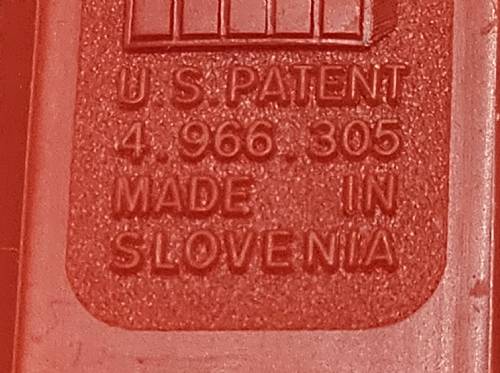 U.S. PATENT
4.966.305
MADE IN
SLOVENIA